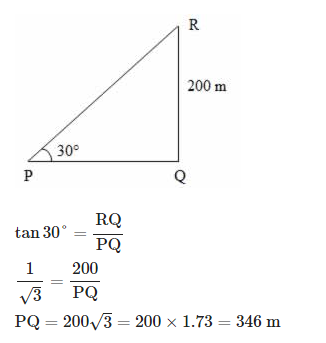 R
200 m
30°
P Q
tan 30° = RQ/PQ
1/√3 = 200/PQ
PQ = 200√3 = 200 × 1.73 = 346 m